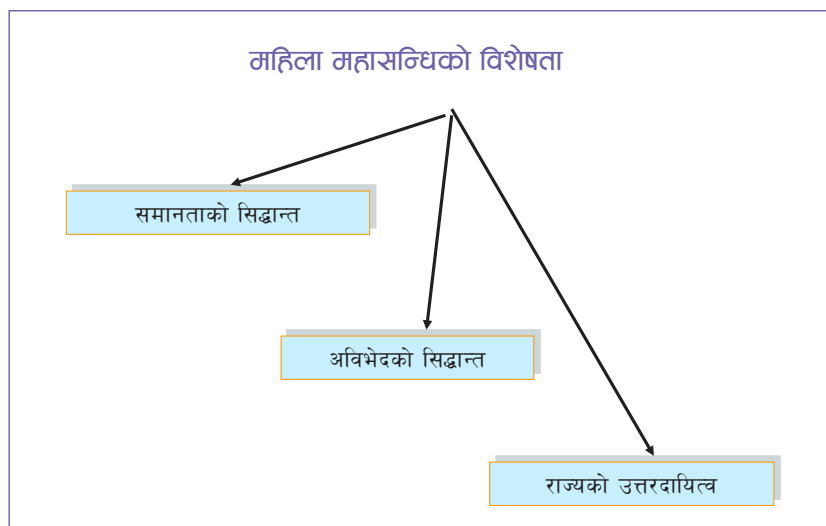 महिला महासन्धिको विशेषता
समानताको सिद्धान्त
अविभेदको सिद्धान्त
राज्यको उत्तरदायित्व